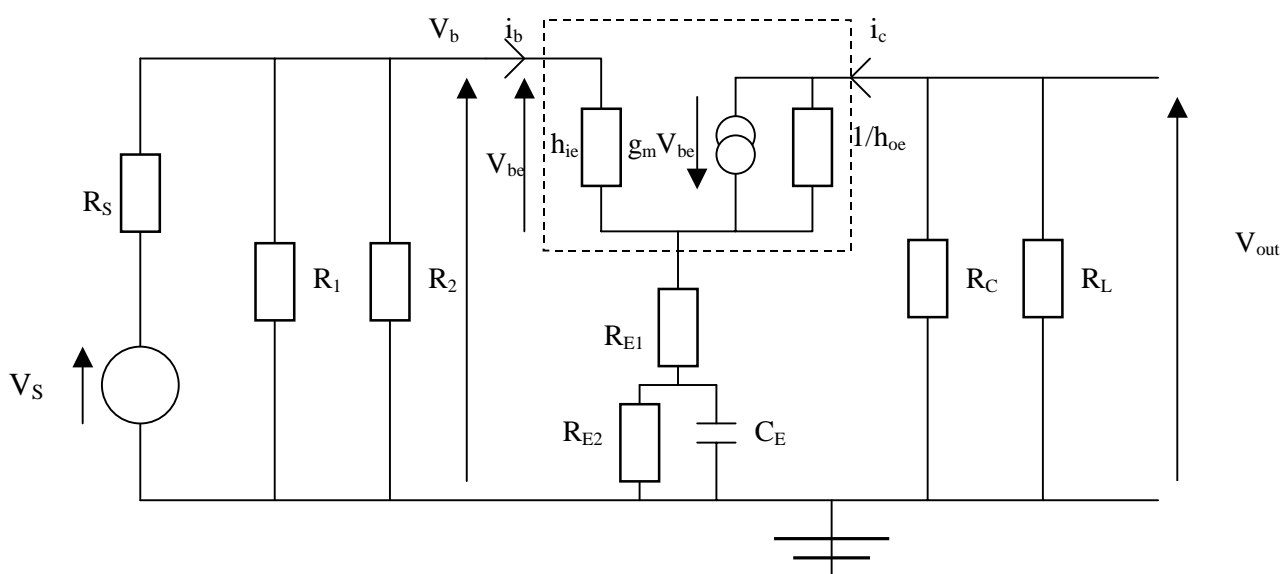 V_b i_b i_c
h_ie g_mV_be 1/h_oe
V_be
R_S
R_1 R_2 R_C R_L V_out
R_E1
V_S
R_E2 C_E